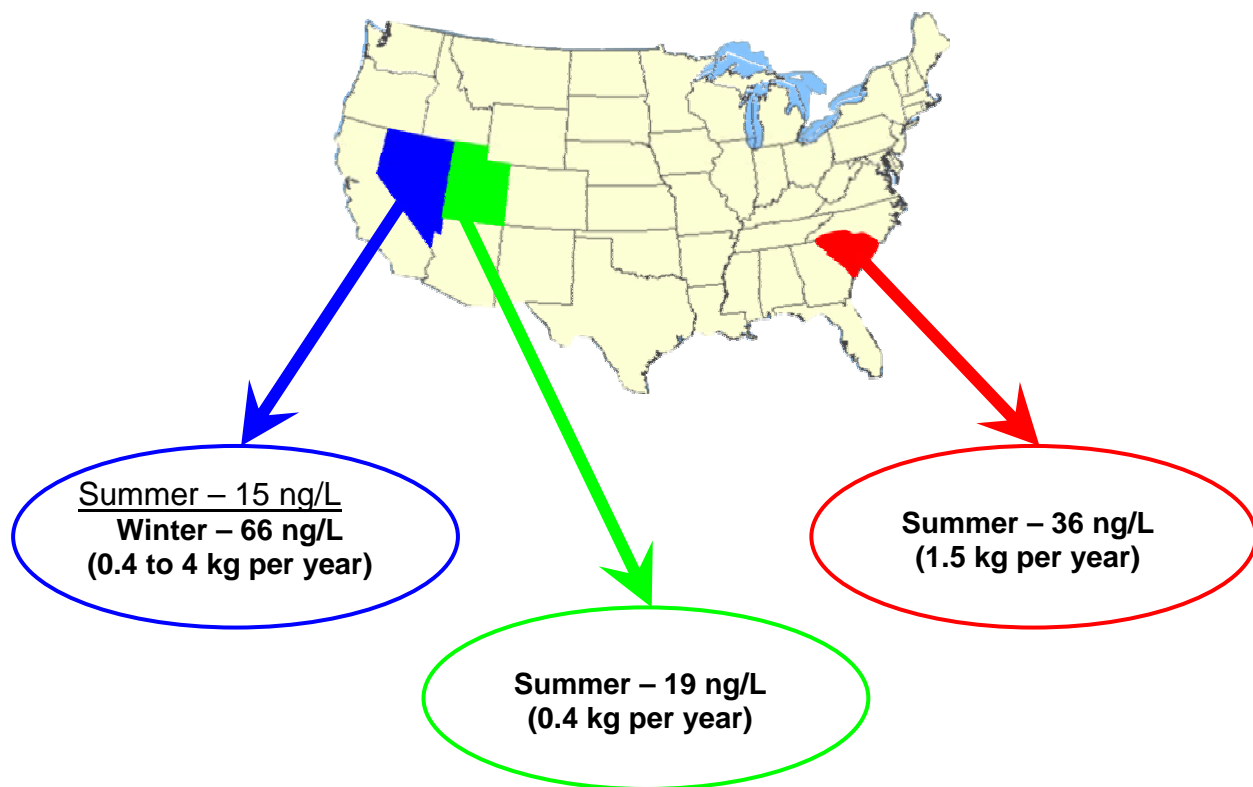 Summer – 15 ng/L
Winter – 66 ng/L
(0.4 to 4 kg per year)
Summer – 36 ng/L
(1.5 kg per year)
Summer – 19 ng/L
(0.4 kg per year)